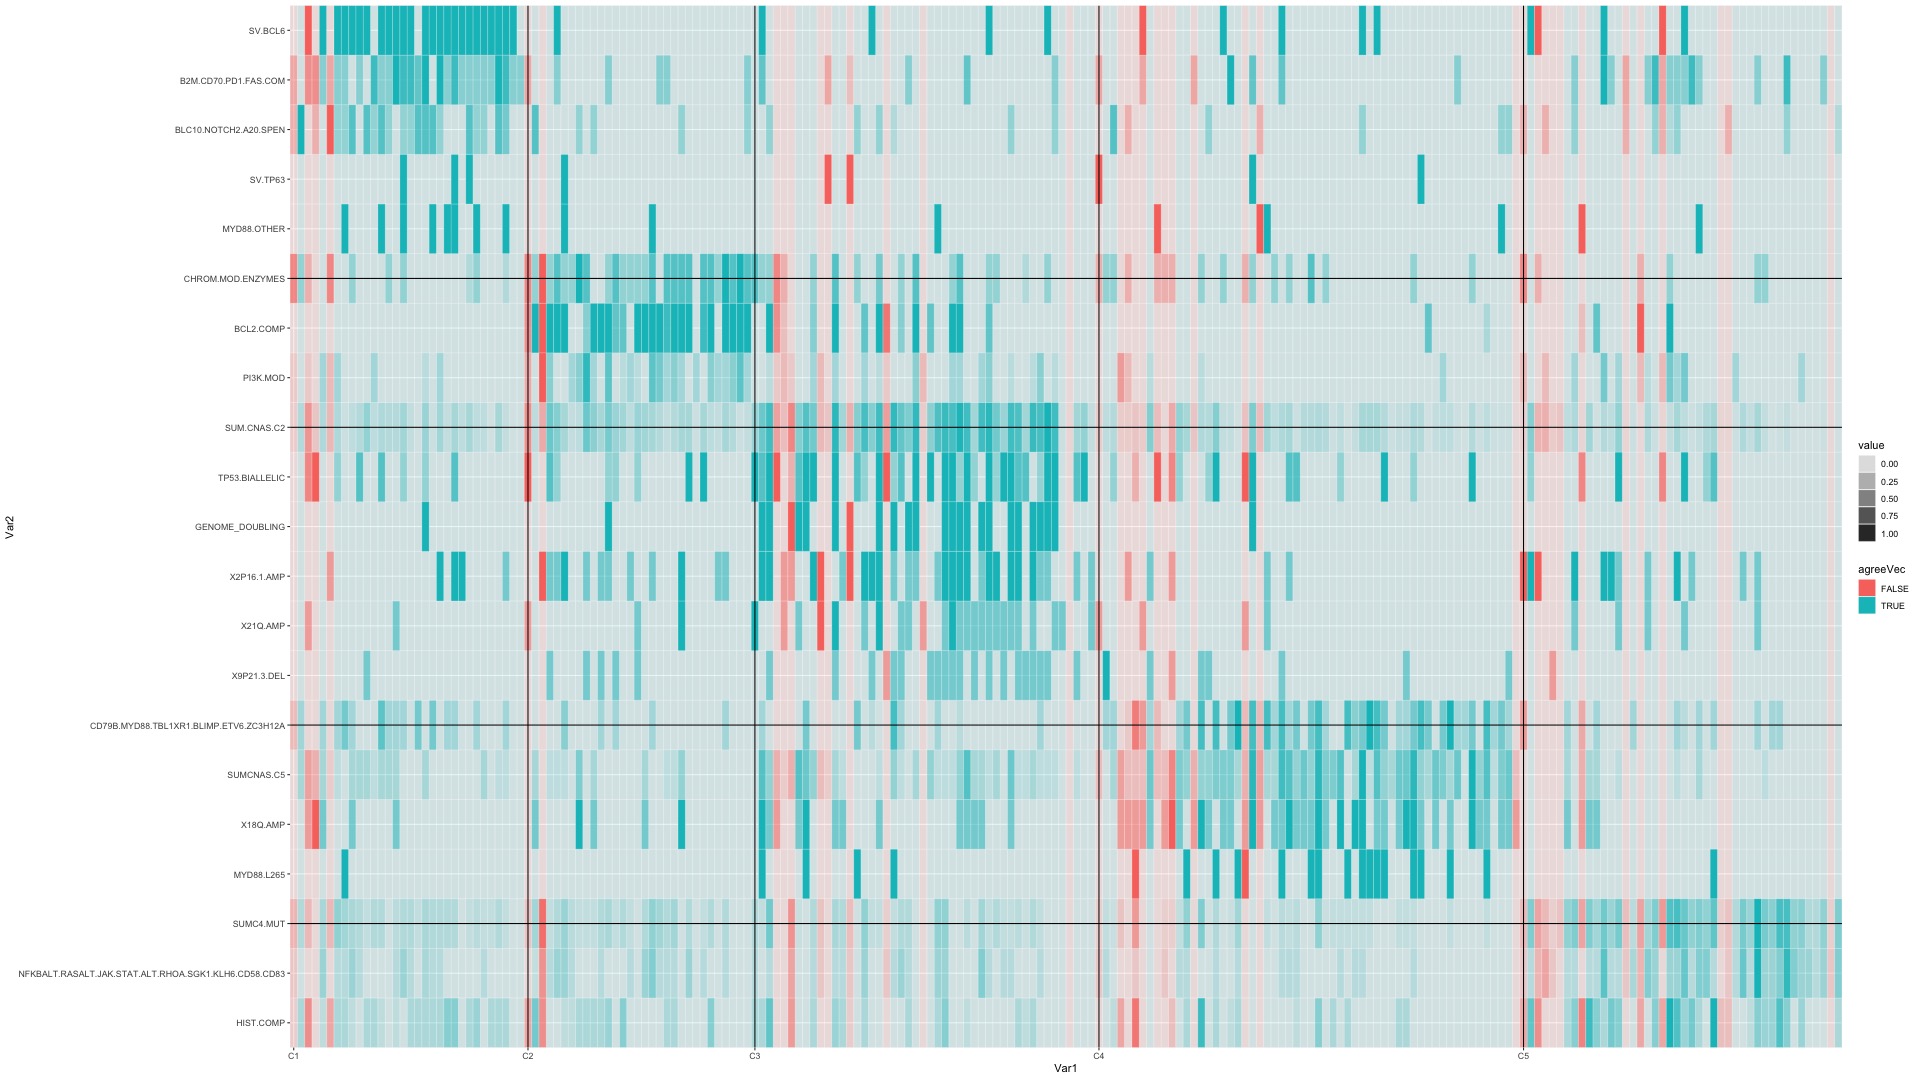 SV.BCL6
B2M.CD70.PD1.FAS.COM
BLC10.NOTCH2.A20.SPEN
SV.TP63
MYD88.OTHER
CHROM.MOD.ENZYMES
BCL2.COMP
PI3K.MOD
SUM.CNAS.C2
TP53.BIALLELIC
GENOME_DOUBLING
X2P16.1.AMP
X21Q.AMP
X9P21.3.DEL
CD79B.MYD88.TBL1XR1.BLIMP.ETV6.ZC3H12A
SUMCNAS.C5
X18Q.AMP
MYD88.L265
SUMC4.MUT
NFKBALT.RASALT.JAK.STAT.ALT.RHOA.SGK1.KLH6.CD58.CD83
HIST.COMP
Var2
C1 C2 C3 C4 C5
Var1
value
0.00
0.25
0.50
0.75
1.00
agreeVec
FALSE
TRUE